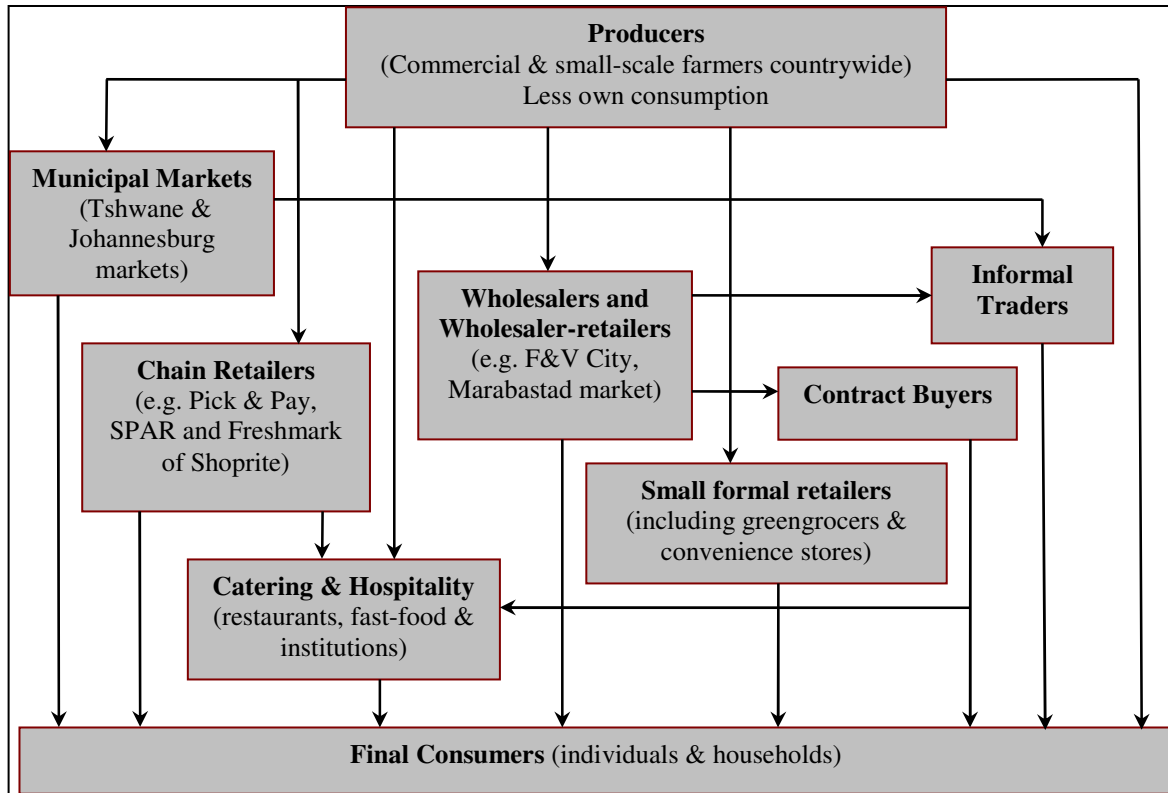 Producers
(Commercial & small-scale farmers countrywide)
Less own consumption
Municipal Markets
(Tshwane &
Johannesburg
markets)
Informal
Traders
Wholesalers and
Wholesaler-retailers
(e.g. F&V City,
Marabastad market)
Chain Retailers
(e.g. Pick & Pay,
SPAR and Freshmark
of Shoprite)
Contract Buyers
Small formal retailers
(including greengrocers &
convenience stores)
Catering & Hospitality
(restaurants, fast-food &
institutions)
Final Consumers (individuals & households)